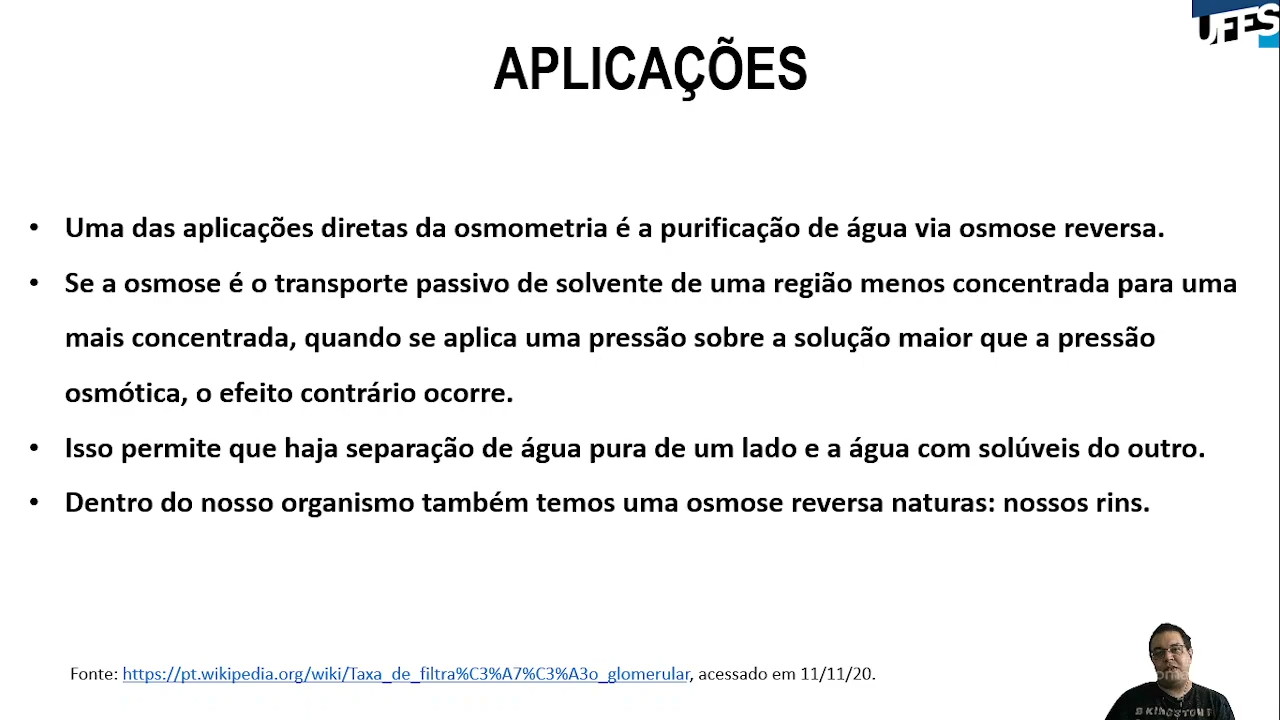 UFES
APLICAÇÕES
• Uma das aplicações diretas da osmometria é a purificação de água via osmose reversa.
• Se a osmose é o transporte passivo de solvente de uma região menos concentrada para uma
mais concentrada, quando se aplica uma pressão sobre a solução maior que a pressão
osmótica, o efeito contrário ocorre.
• Isso permite que haja separação de água pura de um lado e a água com solúveis do outro.
• Dentro do nosso organismo também temos uma osmose reversa naturas: nossos rins.
Fonte: https://pt.wikipedia.org/wiki/Taxa_de_filtra%C3%A7%C3%A3o_glomerular, acessado em 11/11/20.